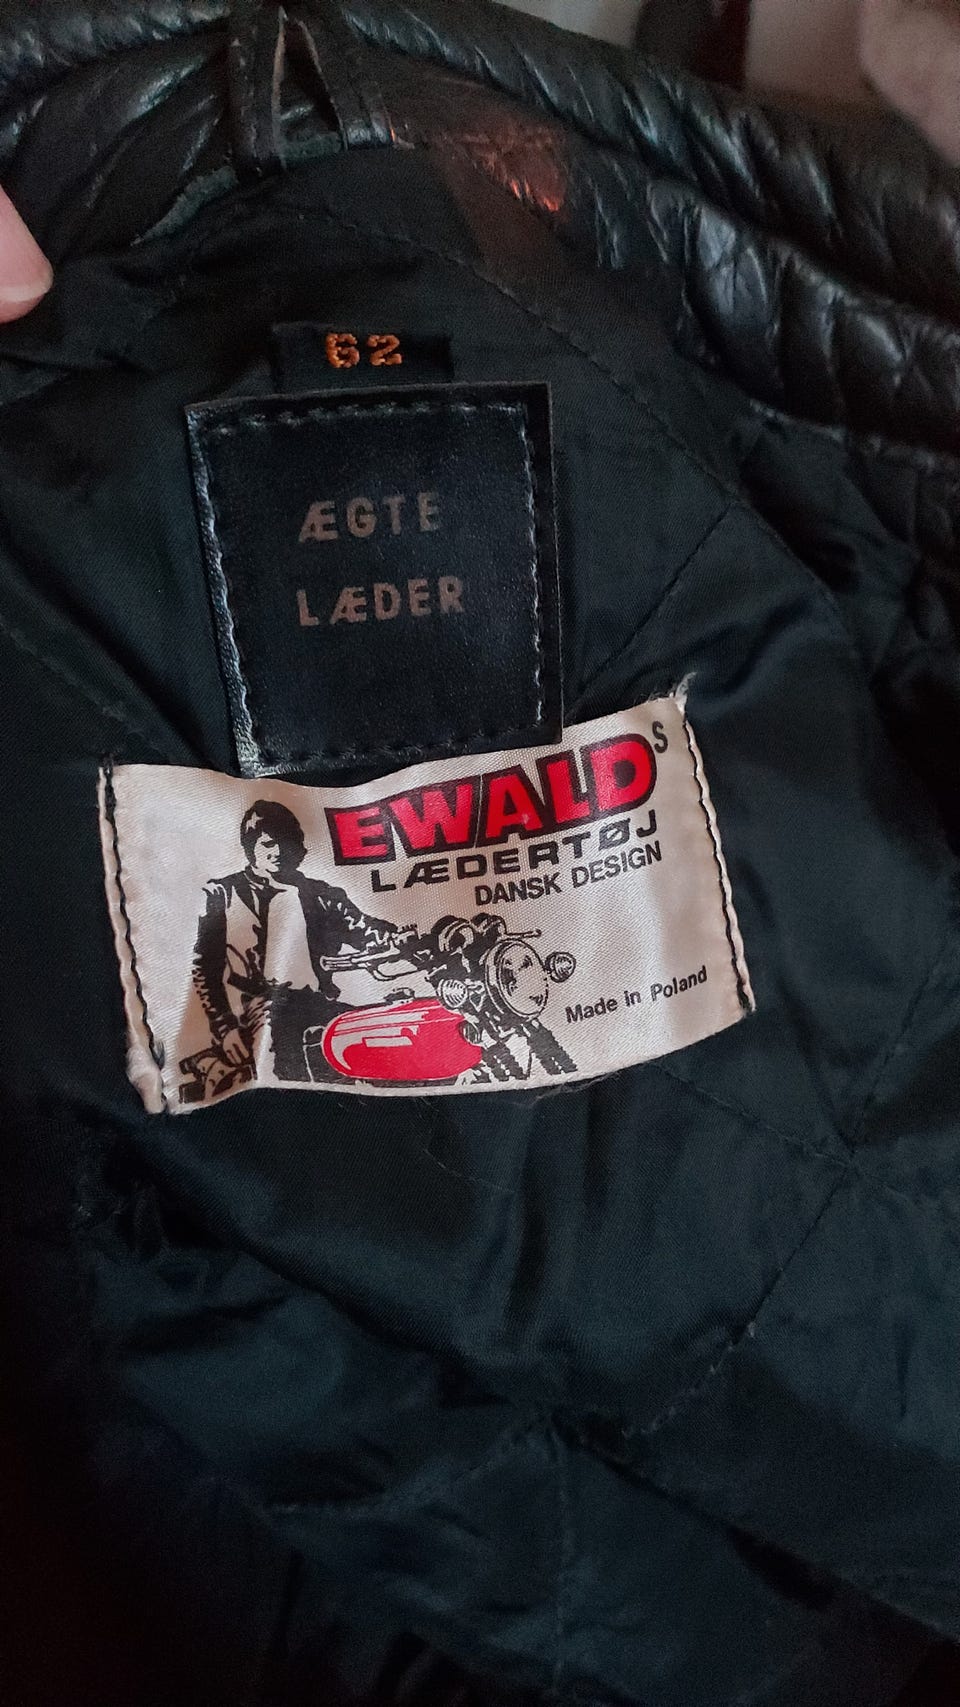 62
ÆGTE
LÆDER
EWALDS
LÆDERTØJ
DANSK DESIGN
Made in Poland